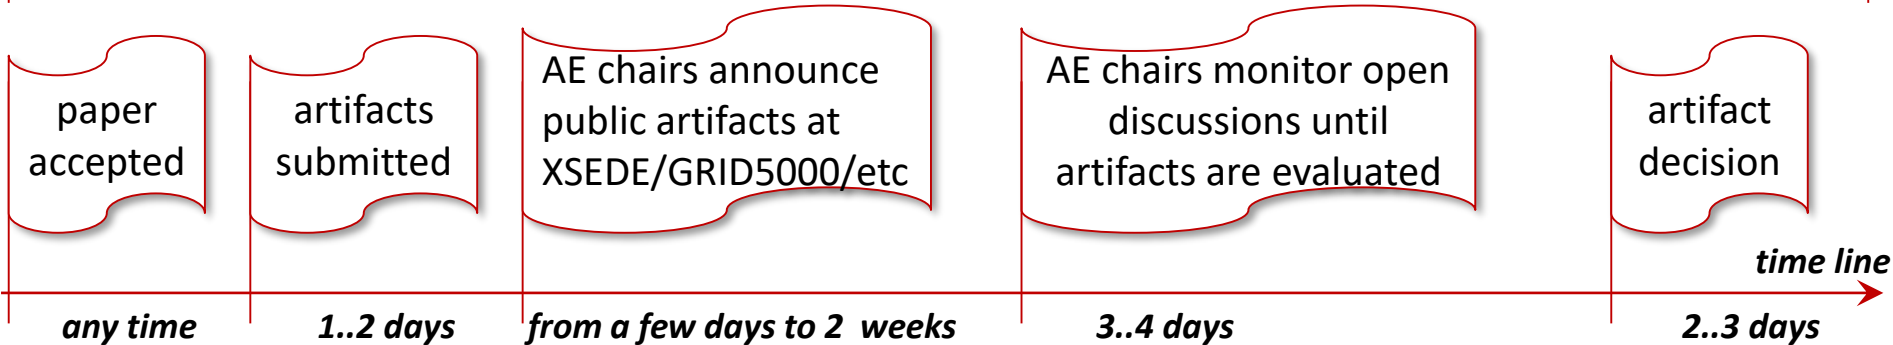 paper
accepted
artifacts
submitted
AE chairs announce
public artifacts at
XSEDE/GRID5000/etc
AE chairs monitor open
discussions until
artifacts are evaluated
artifact
decision
time line
any time
1..2 days
from a few days to 2  weeks
3..4 days
2..3 days